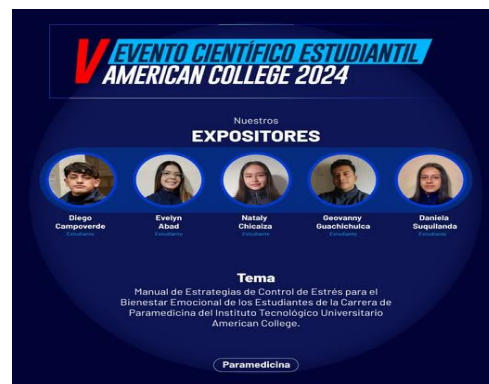 V EVENTO CIENTÍFICO ESTUDIANTIL
AMERICAN COLLEGE 2024
Nuestros
EXPOSITORES
Diego Campoverde
Estudiante
Evelyn Abad
Estudiante
Nataly Chicaiza
Estudiante
Geovanny Guachichulca
Estudiante
Daniela Suquilanda
Estudiante
Tema
Manual de Estrategias de Control de Estrés para el
Bienestar Emocional de los Estudiantes de la Carrera de
Paramedicina del Instituto Tecnológico Universitario
American College.
Paramedicina